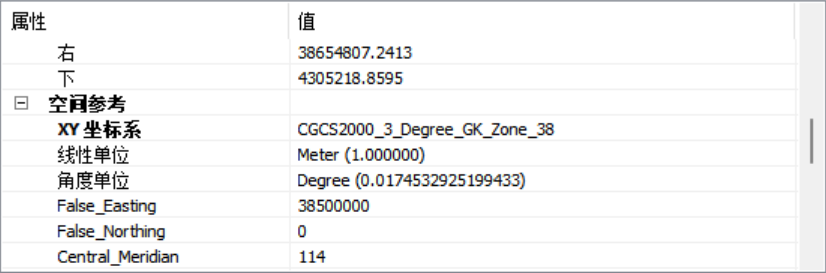 属性 值
右 38654807.2413
下 4305218.8595
空间参考
XY 坐标系 CGCS2000_3_Degree_GK_Zone_38
线性单位 Meter (1.000000)
角度单位 Degree (0.0174532925199433)
False_Easting 38500000
False_Northing 0
Central_Meridian 114